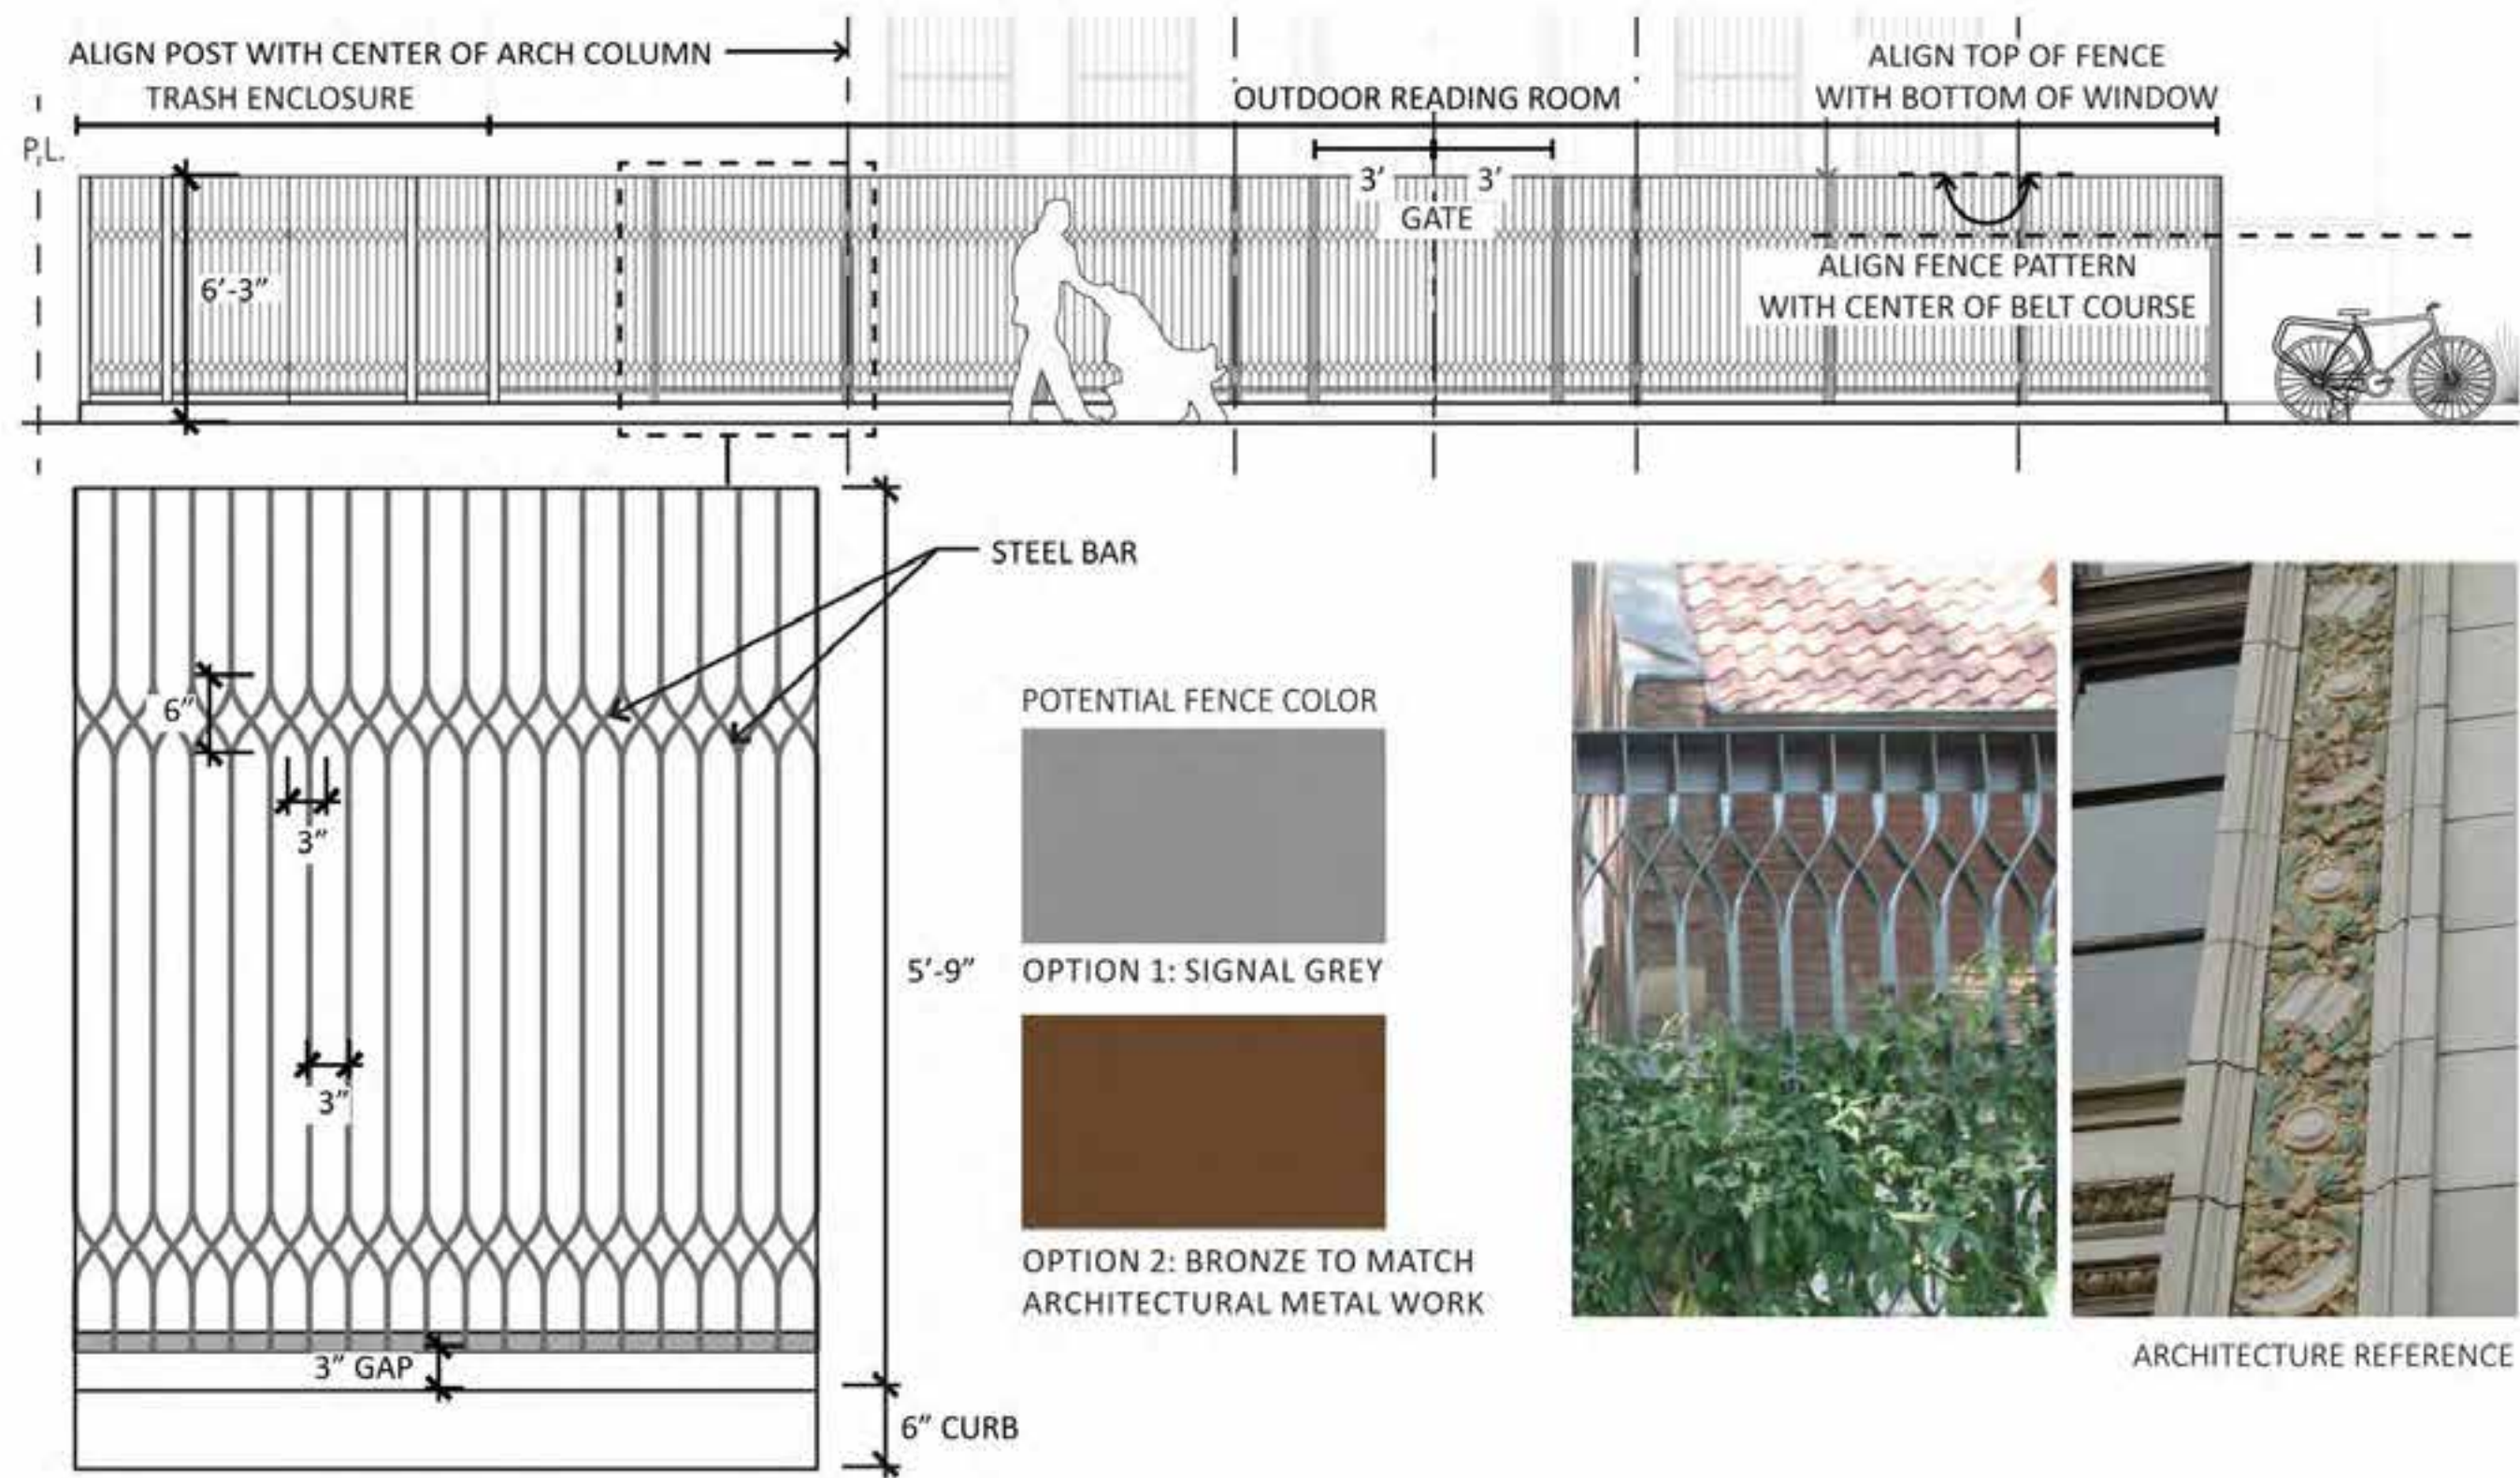 ALIGN POST WITH CENTER OF ARCH COLUMN
TRASH ENCLOSURE
OUTDOOR READING ROOM
ALIGN TOP OF FENCE
WITH BOTTOM OF WINDOW
P.L.
3'
3'
GATE
6'-3"
ALIGN FENCE PATTERN
WITH CENTER OF BELT COURSE
STEEL BAR
6"
3"
3"
5'-9"
3" GAP
6" CURB
POTENTIAL FENCE COLOR
OPTION 1: SIGNAL GREY
OPTION 2: BRONZE TO MATCH
ARCHITECTURAL METAL WORK
ARCHITECTURE REFERENCE